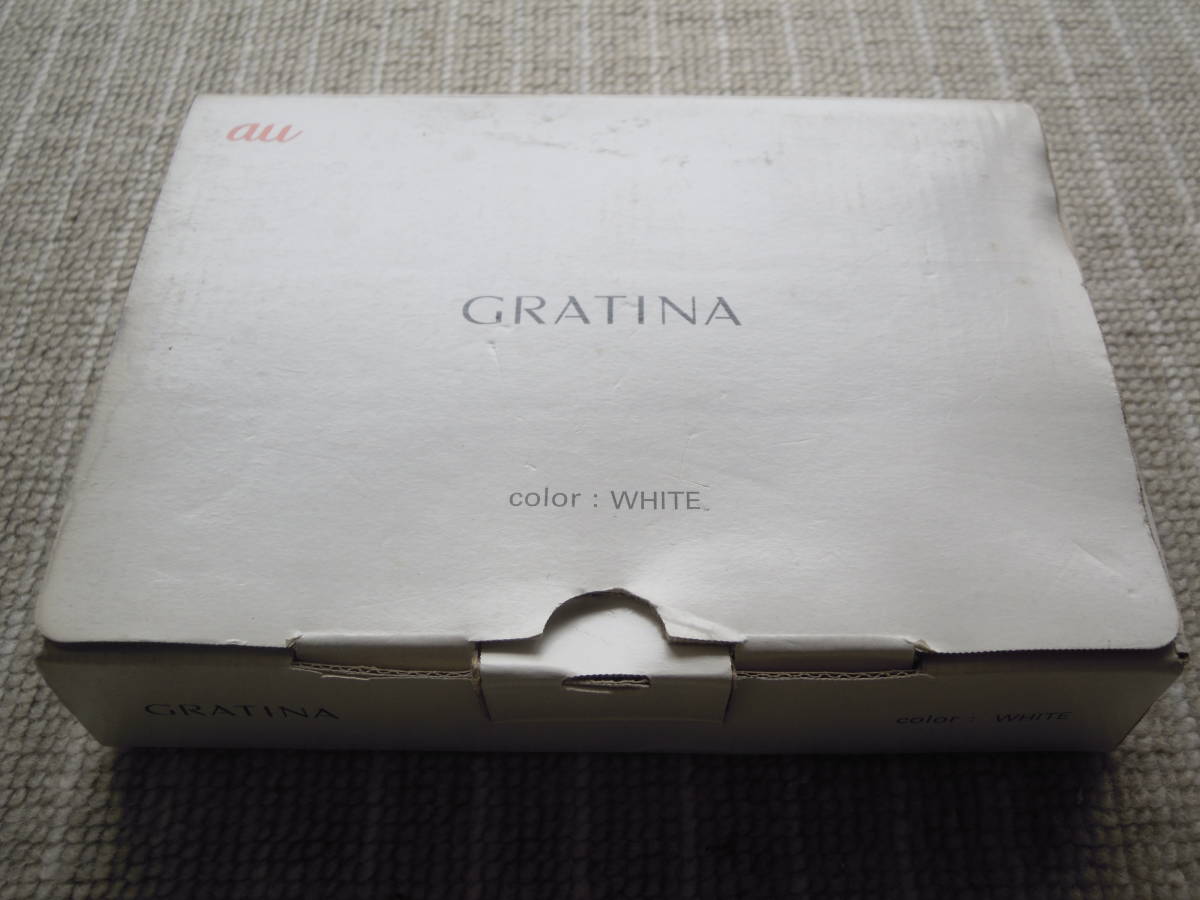 au
GRATINA
color : WHITE
GRATINA
color : WHITE